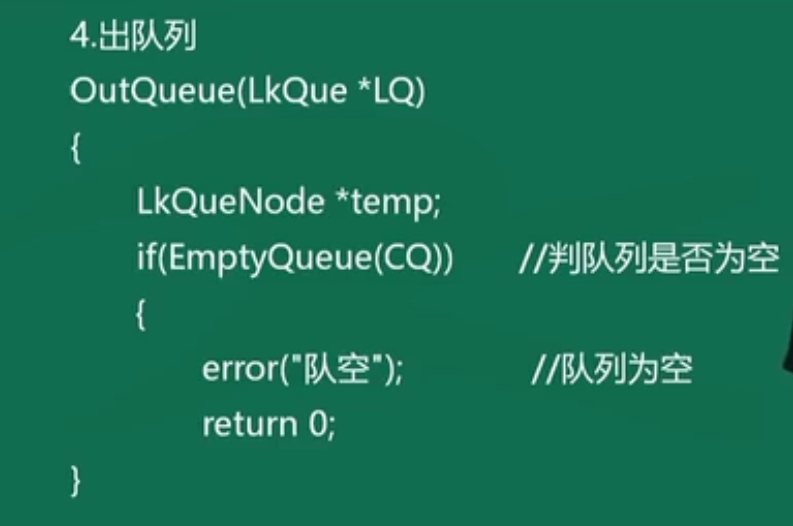 4.出队列
OutQueue(LkQue *LQ)
{
LkQueNode *temp;
if(EmptyQueue(CQ)) //判队列是否为空
{
error("队空"); //队列为空
return 0;
}